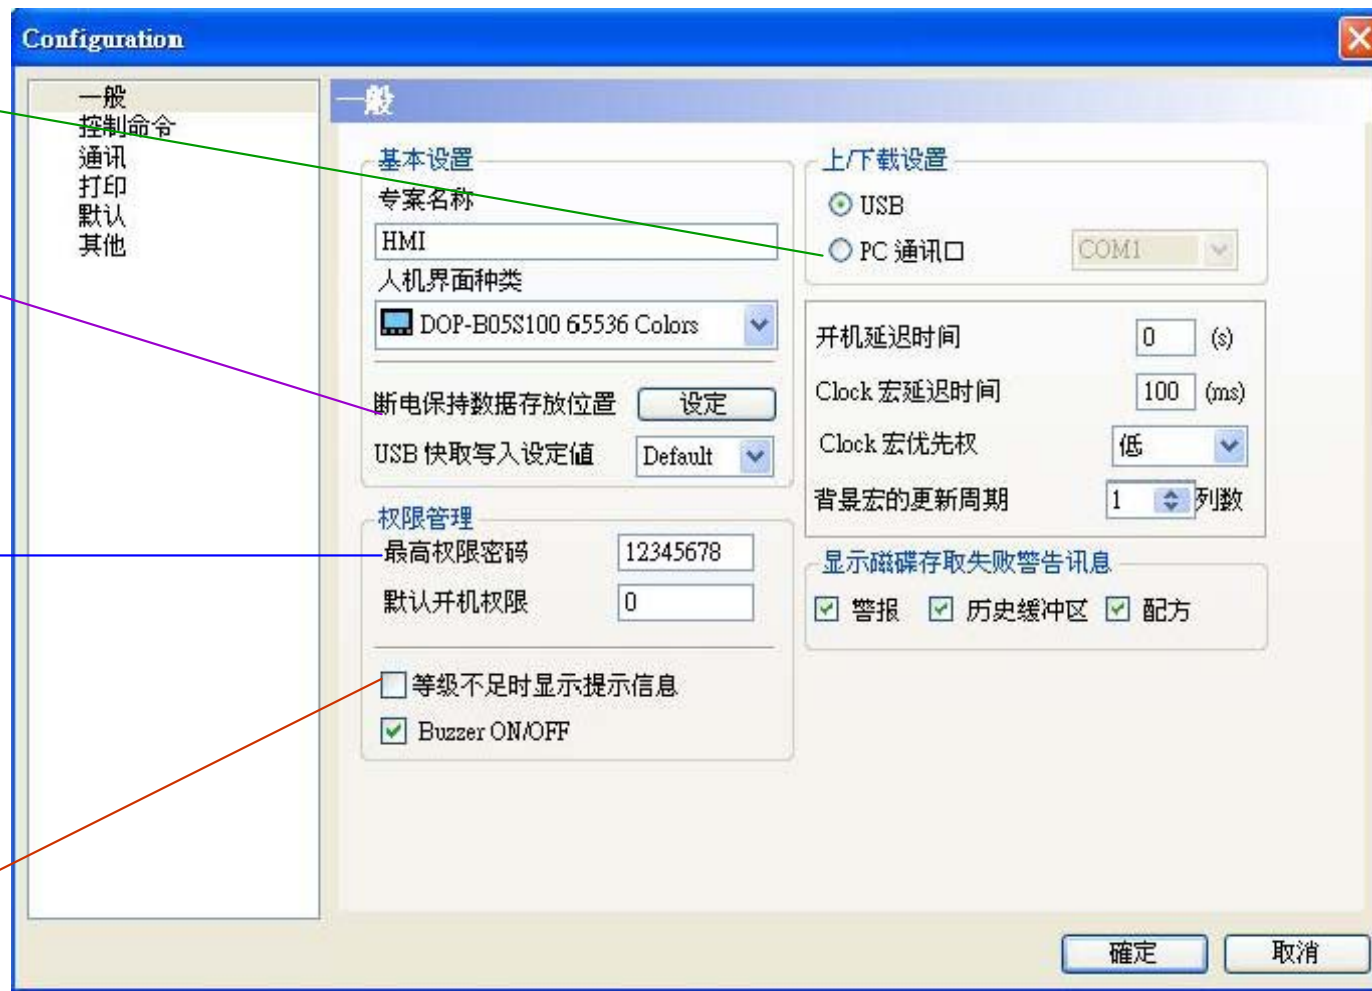 Configuration
一般
控制命令
通讯
打印
默认
其他
一般
基本设置
专案名称
HMI
人机界面种类
DOP-B05S100 65536 Colors
断电保持数据存放位置 设定
USB 快取写入设定值 Default
权限管理
最高权限密码 12345678
默认开机权限 0
等级不足时显示提示信息
Buzzer ON/OFF
上/下载设置
USB
PC 通讯口 COM1
开机延迟时间 0 (s)
Clock 宏延迟时间 100 (ms)
Clock 宏优先权 低
背景宏的更新周期 1 列数
显示磁碟存取失败警告讯息
警报 历史缓冲区 配方
確定 取消